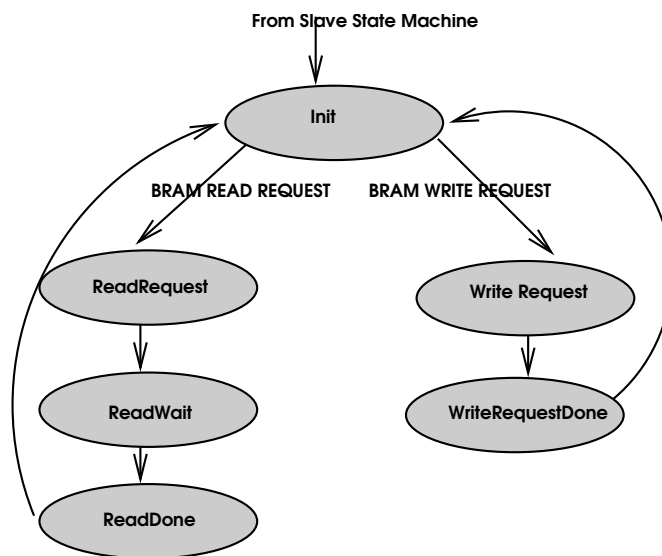 From Slave State Machine
Init
BRAM READ REQUEST
BRAM WRITE REQUEST
ReadRequest
Write Request
ReadWait
WriteRequestDone
ReadDone